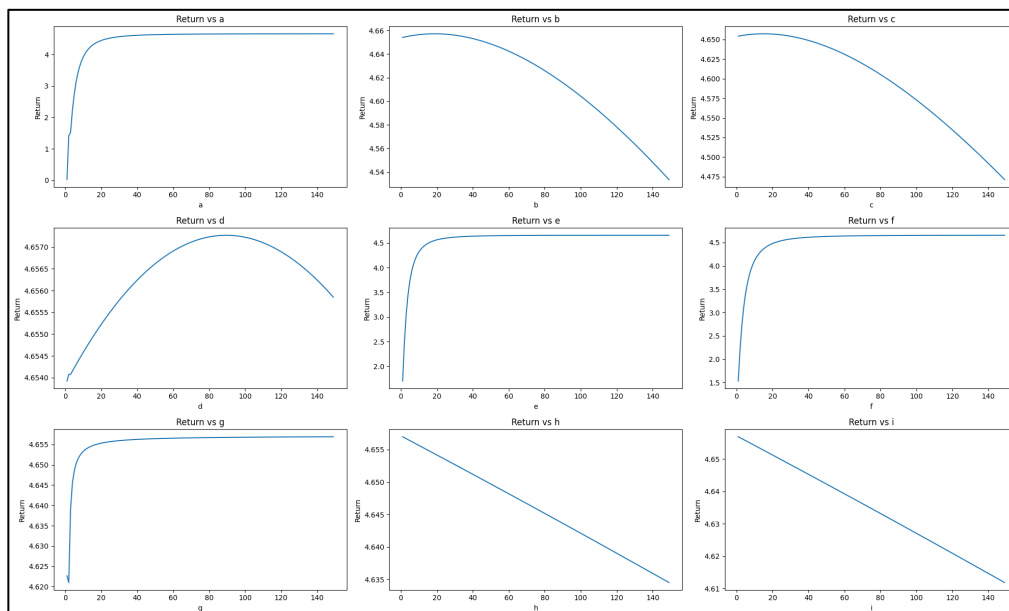 Return vs a
Return
4
3
2
1
0
0 20 40 60 80 100 120 140
a
Return vs b
Return
4.66
4.64
4.62
4.60
4.58
4.56
4.54
0 20 40 60 80 100 120 140
b
Return vs c
Return
4.650
4.625
4.600
4.575
4.550
4.525
4.500
4.475
0 20 40 60 80 100 120 140
c
Return vs d
Return
4.6570
4.6565
4.6560
4.6555
4.6550
4.6545
4.6540
0 20 40 60 80 100 120 140
d
Return vs e
Return
4.5
4.0
3.5
3.0
2.5
2.0
0 20 40 60 80 100 120 140
e
Return vs f
Return
4.5
4.0
3.5
3.0
2.5
2.0
1.5
0 20 40 60 80 100 120 140
f
Return vs g
Return
4.655
4.650
4.645
4.640
4.635
4.630
4.625
4.620
0 20 40 60 80 100 120 140
g
Return vs h
Return
4.655
4.650
4.645
4.640
4.635
0 20 40 60 80 100 120 140
h
Return vs i
Return
4.65
4.64
4.63
4.62
4.61
0 20 40 60 80 100 120 140
i